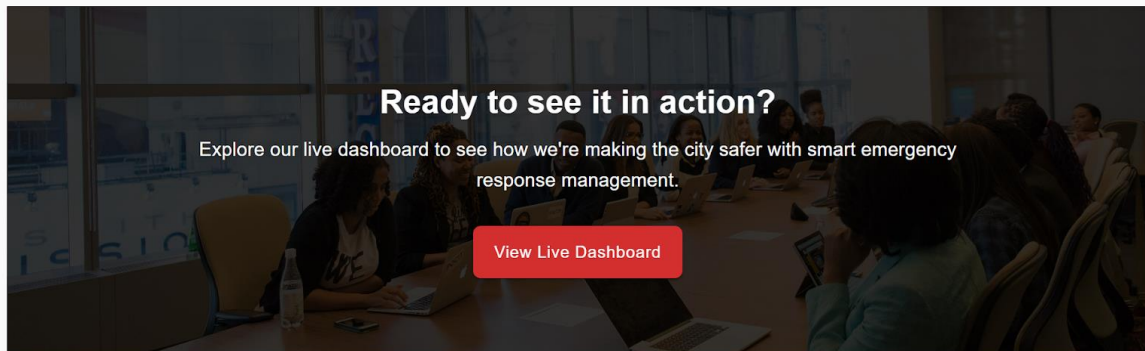 Ready to see it in action?
Explore our live dashboard to see how we're making the city safer with smart emergency
response management.
View Live Dashboard